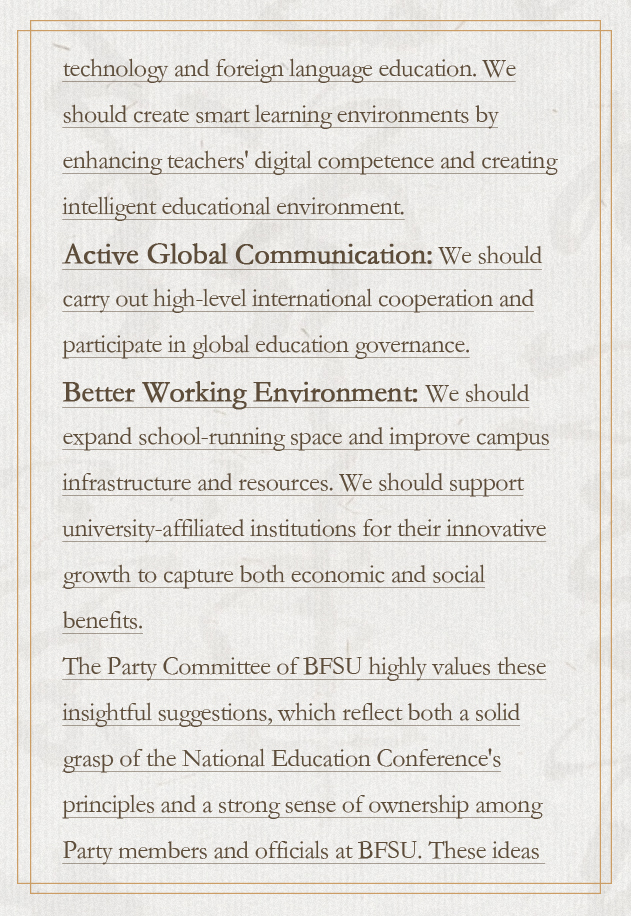 technology and foreign language education. We
should create smart learning environments by
enhancing teachers' digital competence and creating
intelligent educational environment.
Active Global Communication: We should
carry out high-level international cooperation and
participate in global education governance.
Better Working Environment: We should
expand school-running space and improve campus
infrastructure and resources. We should support
university-affiliated institutions for their innovative
growth to capture both economic and social
benefits.
The Party Committee of BFSU highly values these
insightful suggestions, which reflect both a solid
grasp of the National Education Conference's
principles and a strong sense of ownership among
Party members and officials at BFSU. These ideas